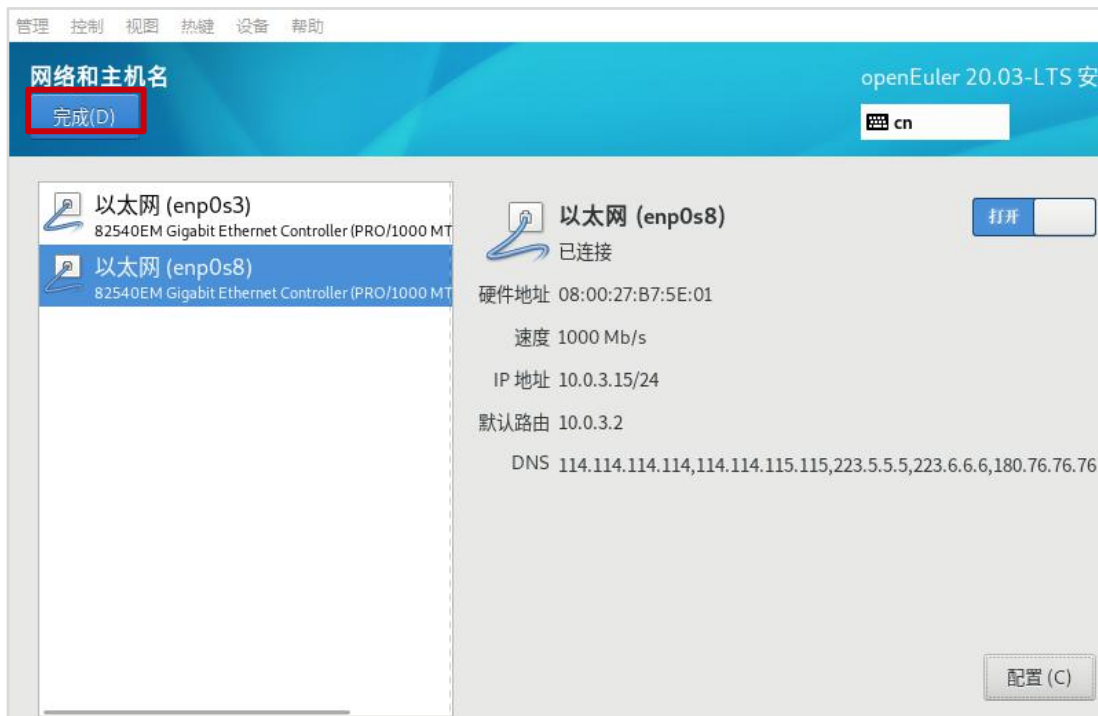 管理 控制 视图 热键 设备 帮助
网络和主机名
openEuler 20.03-LTS 安
完成(D)
cn
以太网 (enp0s3)
82540EM Gigabit Ethernet Controller (PRO/1000 MT
以太网 (enp0s8)
82540EM Gigabit Ethernet Controller (PRO/1000 MT
以太网 (enp0s8)
打开
已连接
硬件地址 08:00:27:B7:5E:01
速度 1000 Mb/s
IP 地址 10.0.3.15/24
默认路由 10.0.3.2
DNS 114.114.114.114,114.114.115.115,223.5.5.5,223.6.6.6,180.76.76.76
配置 (C)